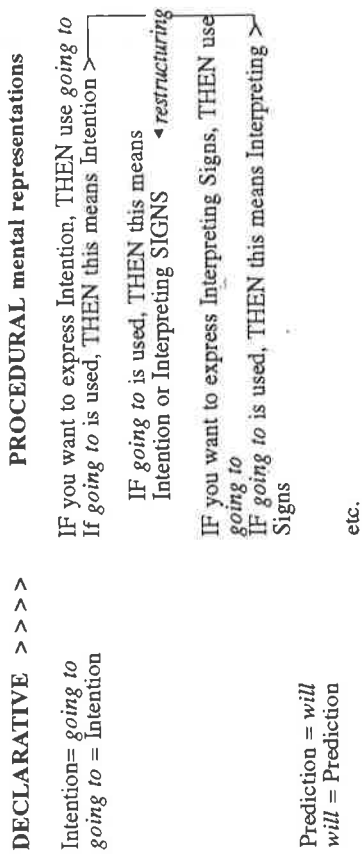 DECLARATIVE > > > >
Intention= going to
going to = Intention
Prediction = will
will = Prediction
PROCEDURAL mental representations
IF you want to express Intention, THEN use going to
If going to is used, THEN this means Intention >
IF going to is used, THEN this means
Intention or Interpreting SIGNS
◄ restructuring
IF you want to express Interpreting Signs, THEN use
going to
IF going to is used, THEN this means Interpreting >
Signs
etc.